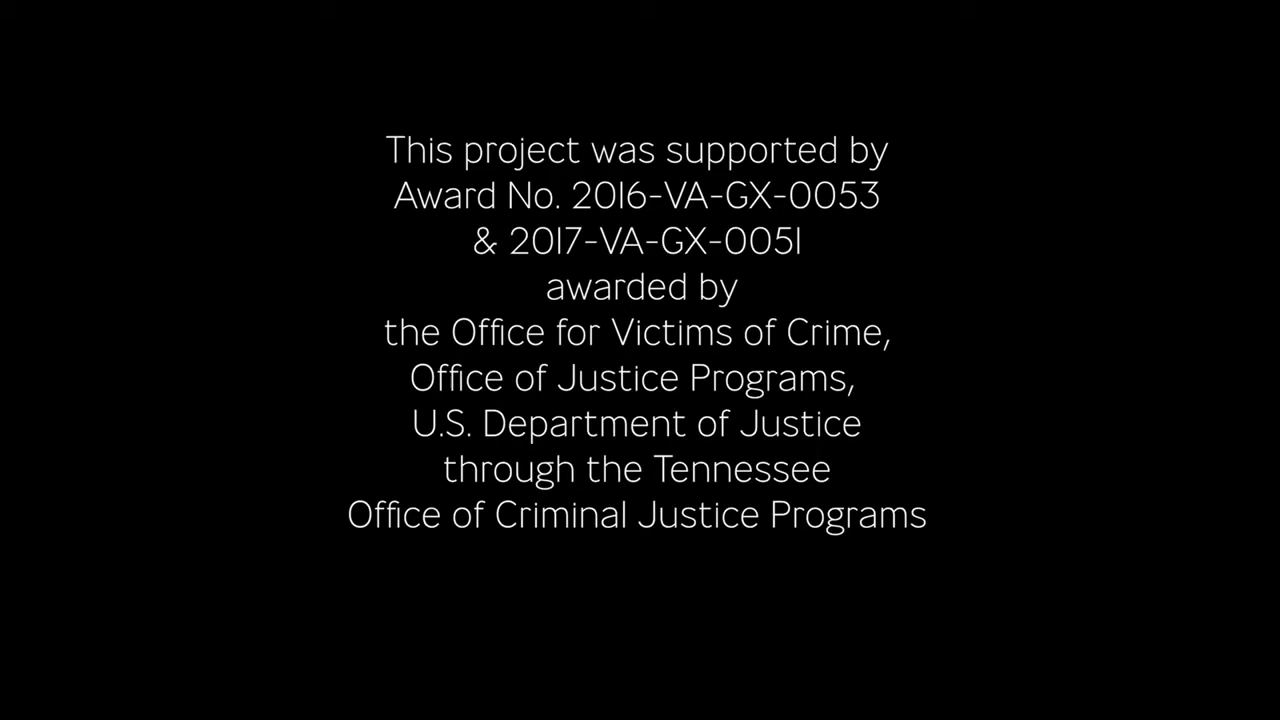 This project was supported by
Award No. 2016-VA-GX-0053
& 2017-VA-GX-0051
awarded by
the Office for Victims of Crime,
Office of Justice Programs,
U.S. Department of Justice
through the Tennessee
Office of Criminal Justice Programs